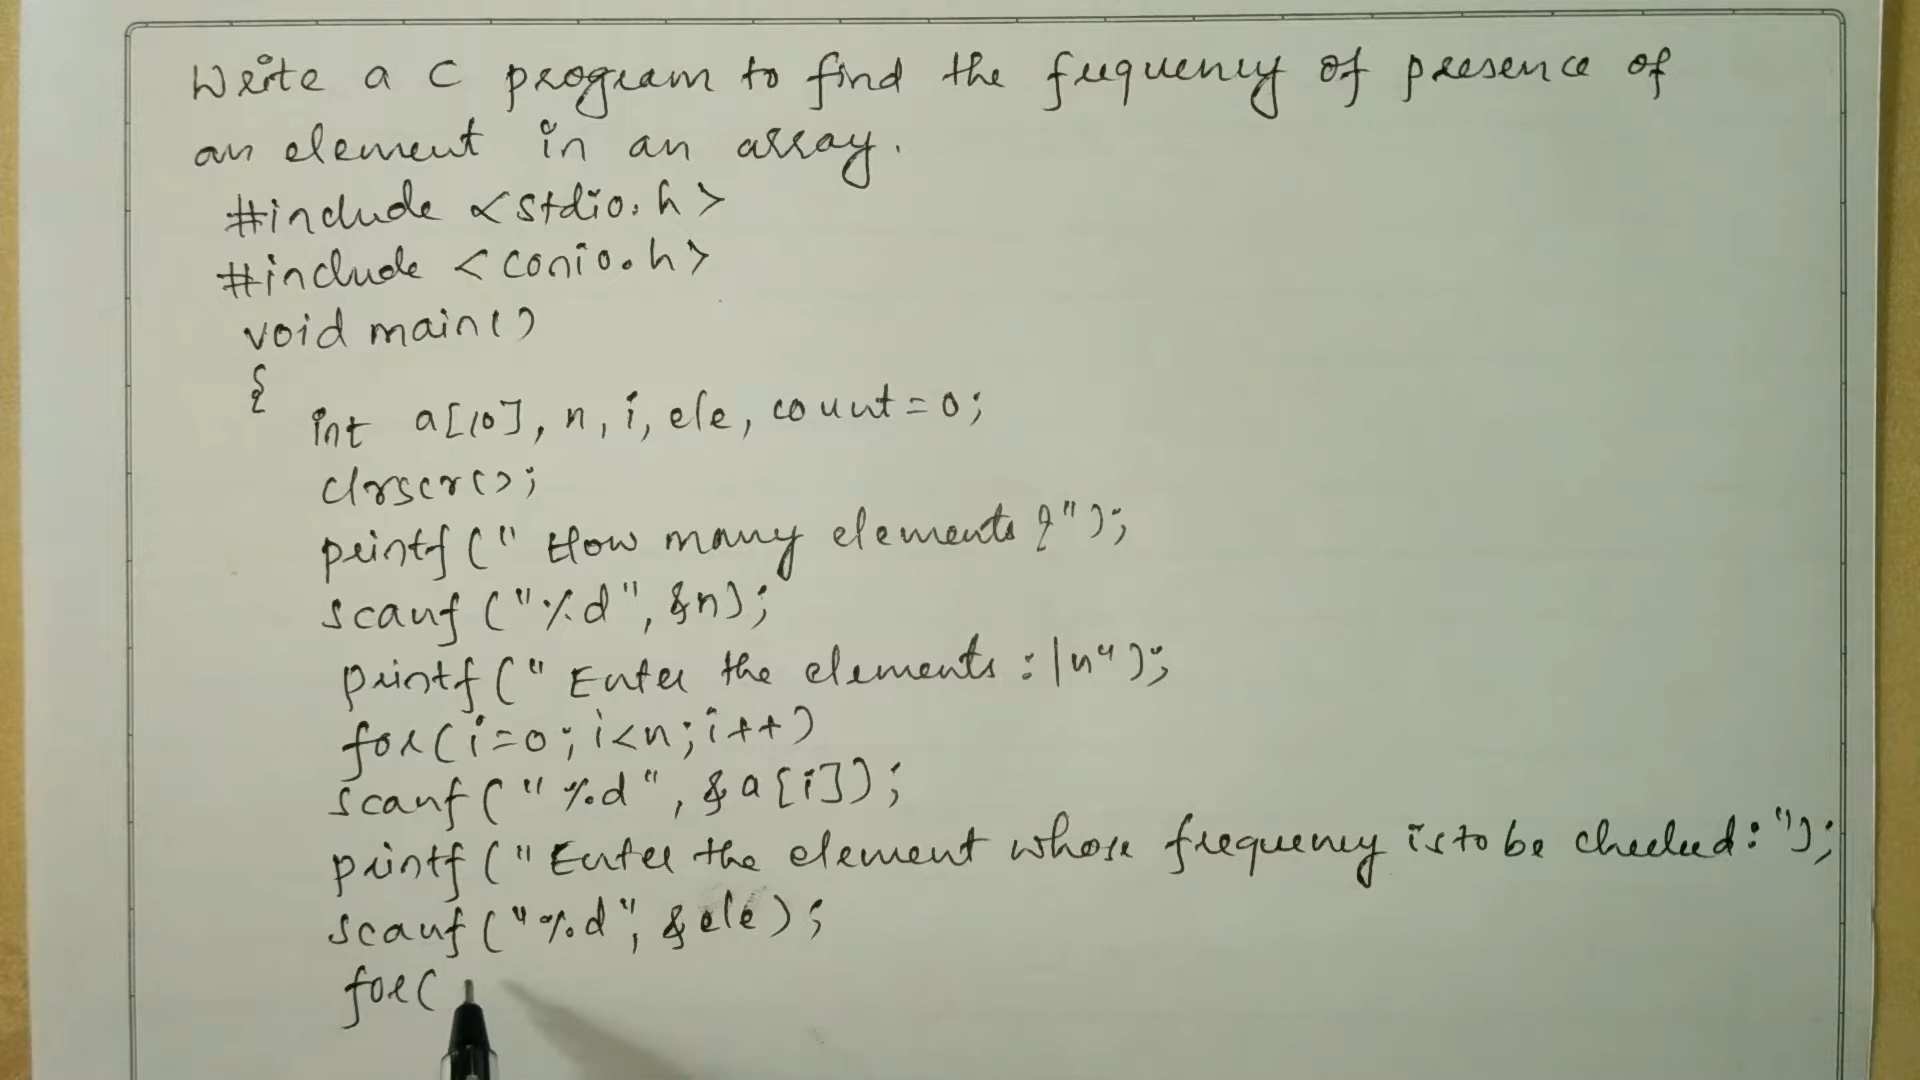 Write a C program to find the frequency of presence of
an element in an array.
#include <stdio.h>
#include <conio.h>
void main()
{
int a[10], n, i, ele, count=0;
clrscr();
printf(" How many elements ?");
scanf ("%d", &n);
printf (" Enter the elements :\n");
for(i=0; i<n; i++)
scanf ("%d", &a[i]);
printf ("Enter the element whose frequency is to be checked: ");
scanf ("%d", &ele);
for(